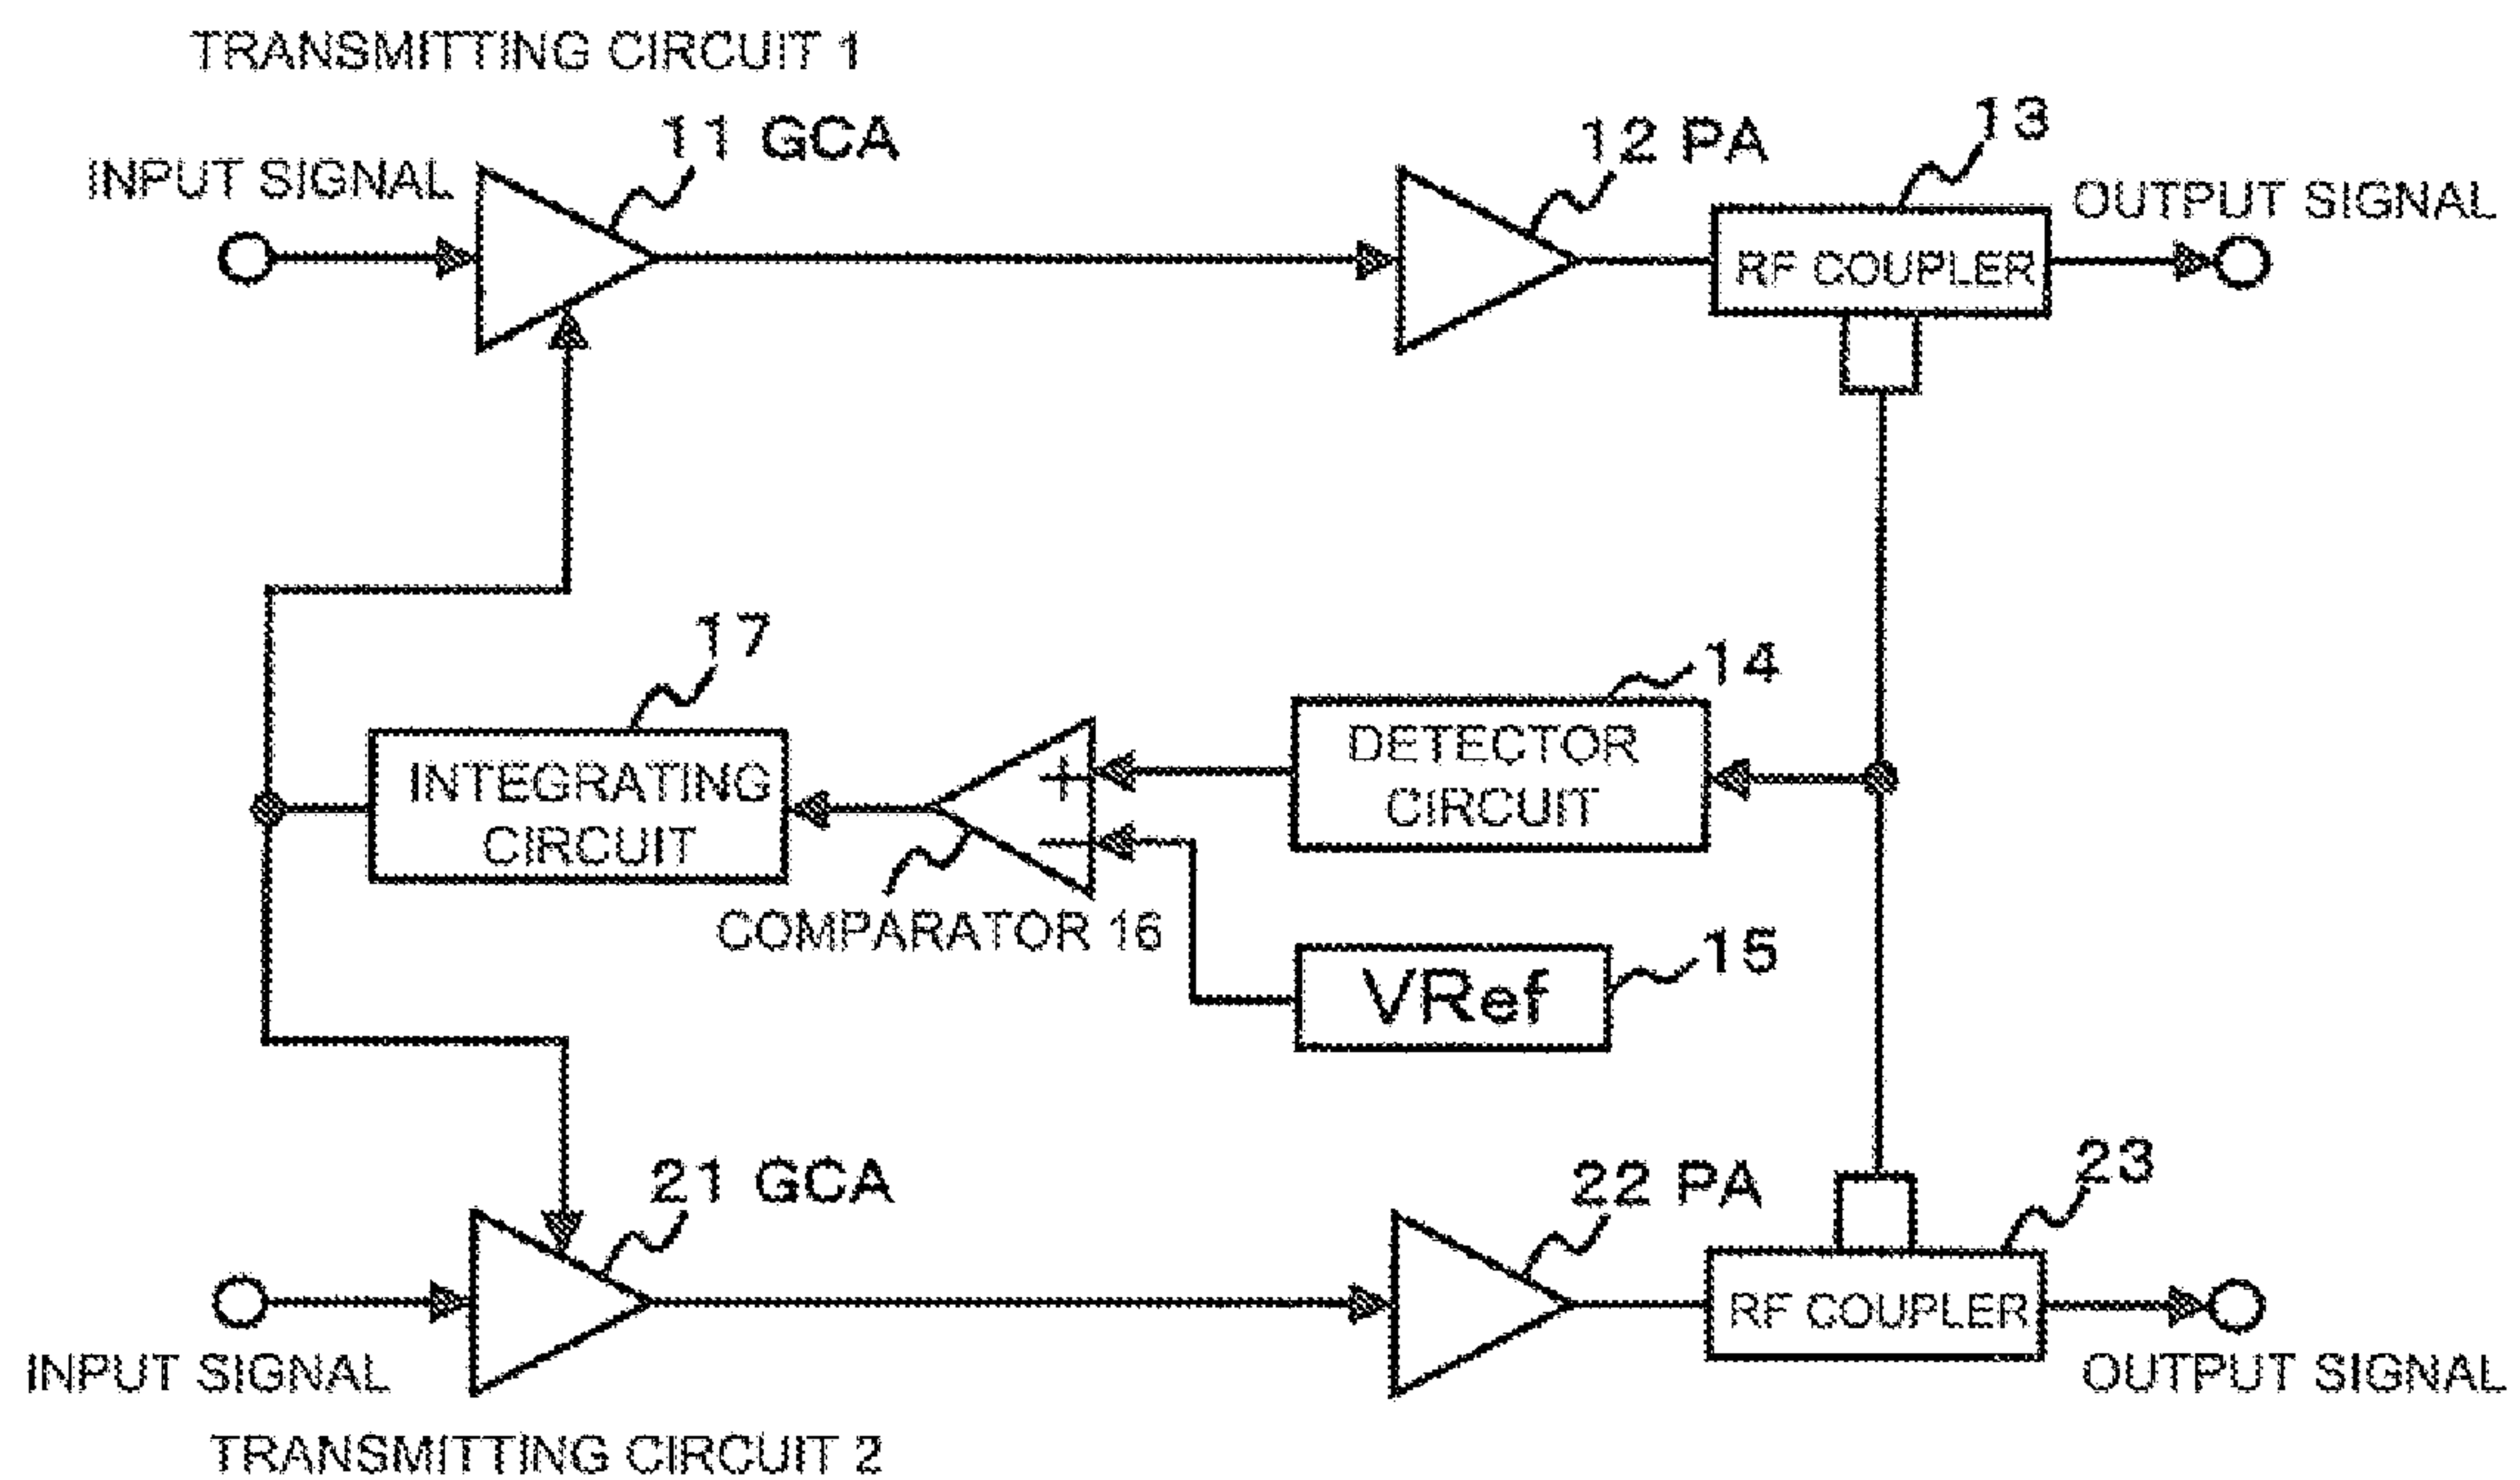 TRANSMITTING CIRCUIT 1
11 GCA
12 PA
13
INPUT SIGNAL
OUTPUT SIGNAL
RF COUPLER
17
14
DETECTOR
CIRCUIT
INTEGRATING
CIRCUIT
+
−
COMPARATOR 16
15
VRef
21 GCA
22 PA
23
RF COUPLER
INPUT SIGNAL
OUTPUT SIGNAL
TRANSMITTING CIRCUIT 2